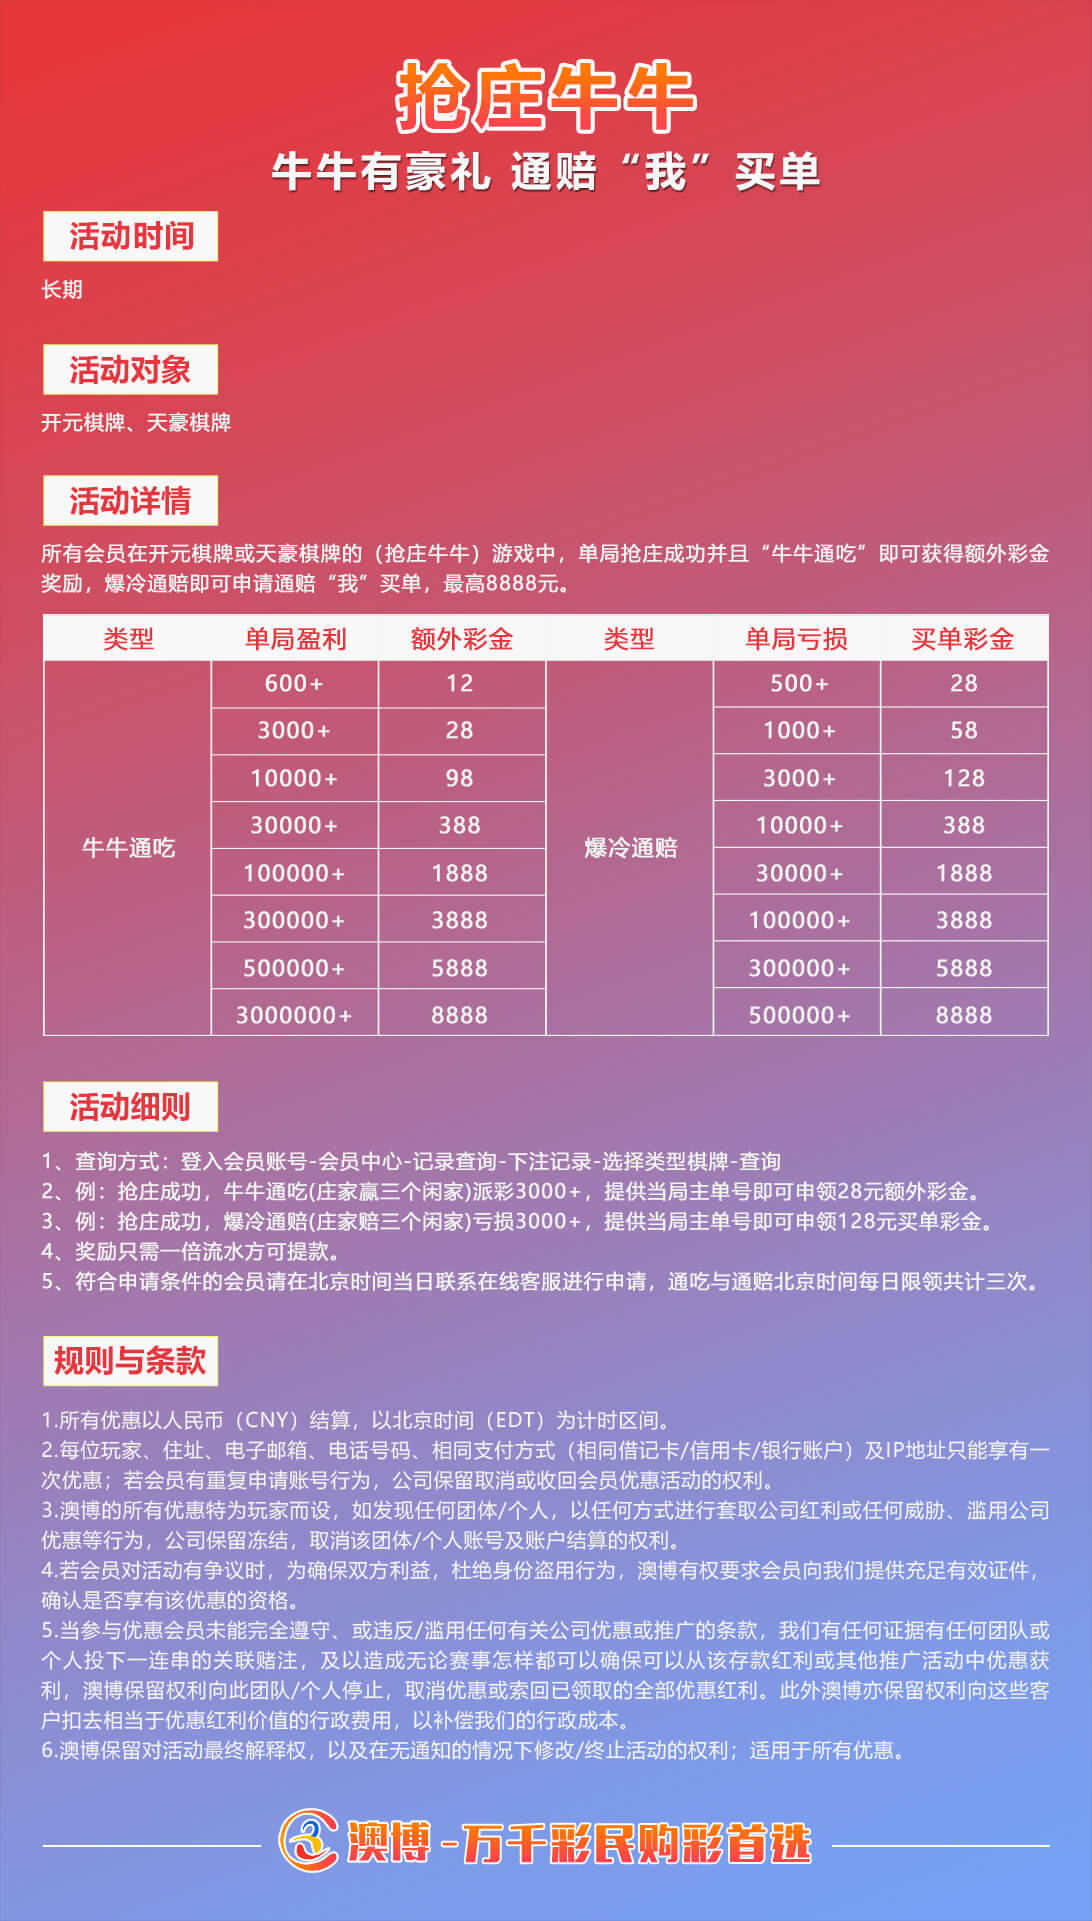 抢庄牛牛
牛牛有豪礼 通赔“我”买单
活动时间
长期
活动对象
开元棋牌、天豪棋牌
活动详情
所有会员在开元棋牌或天豪棋牌的（抢庄牛牛）游戏中，单局抢庄成功并且“牛牛通吃”即可获得额外彩金
奖励，爆冷通赔即可申请通赔“我”买单，最高8888元。
类型 单局盈利 额外彩金 类型 单局亏损 买单彩金
600+ 12 500+ 28
3000+ 28 1000+ 58
10000+ 98 3000+ 128
30000+ 388 10000+ 388
牛牛通吃 爆冷通赔
100000+ 1888 30000+ 1888
300000+ 3888 100000+ 3888
500000+ 5888 300000+ 5888
3000000+ 8888 500000+ 8888
活动细则
1、查询方式：登入会员账号-会员中心-记录查询-下注记录-选择类型棋牌-查询
2、例：抢庄成功，牛牛通吃(庄家赢三个闲家)派彩3000+，提供当局主单号即可申领28元额外彩金。
3、例：抢庄成功，爆冷通赔(庄家赔三个闲家)亏损3000+，提供当局主单号即可申领128元买单彩金。
4、奖励只需一倍流水方可提款。
5、符合申请条件的会员请在北京时间当日联系在线客服进行申请，通吃与通赔北京时间每日限领共计三次。
规则与条款
1.所有优惠以人民币（CNY）结算，以北京时间（EDT）为计时区间。
2.每位玩家、住址、电子邮箱、电话号码、相同支付方式（相同借记卡/信用卡/银行账户）及IP地址只能享有一
次优惠；若会员有重复申请账号行为，公司保留取消或收回会员优惠活动的权利。
3.澳博的所有优惠特为玩家而设，如发现任何团体/个人，以任何方式进行套取公司红利或任何威胁、滥用公司
优惠等行为，公司保留冻结，取消该团体/个人账号及账户结算的权利。
4.若会员对活动有争议时，为确保双方利益，杜绝身份盗用行为，澳博有权要求会员向我们提供充足有效证件，
确认是否享有该优惠的资格。
5.当参与优惠会员未能完全遵守、或违反/滥用任何有关公司优惠或推广的条款，我们有任何证据有任何团队或
个人投下一连串的关联赌注，及以造成无论赛事怎样都可以确保可以从该存款红利或其他推广活动中优惠获
利，澳博保留权利向此团队/个人停止，取消优惠或索回已领取的全部优惠红利。此外澳博亦保留权利向这些客
户扣去相当于优惠红利价值的行政费用，以补偿我们的行政成本。
6.澳博保留对活动最终解释权，以及在无通知的情况下修改/终止活动的权利；适用于所有优惠。
澳博-万千彩民购彩首选